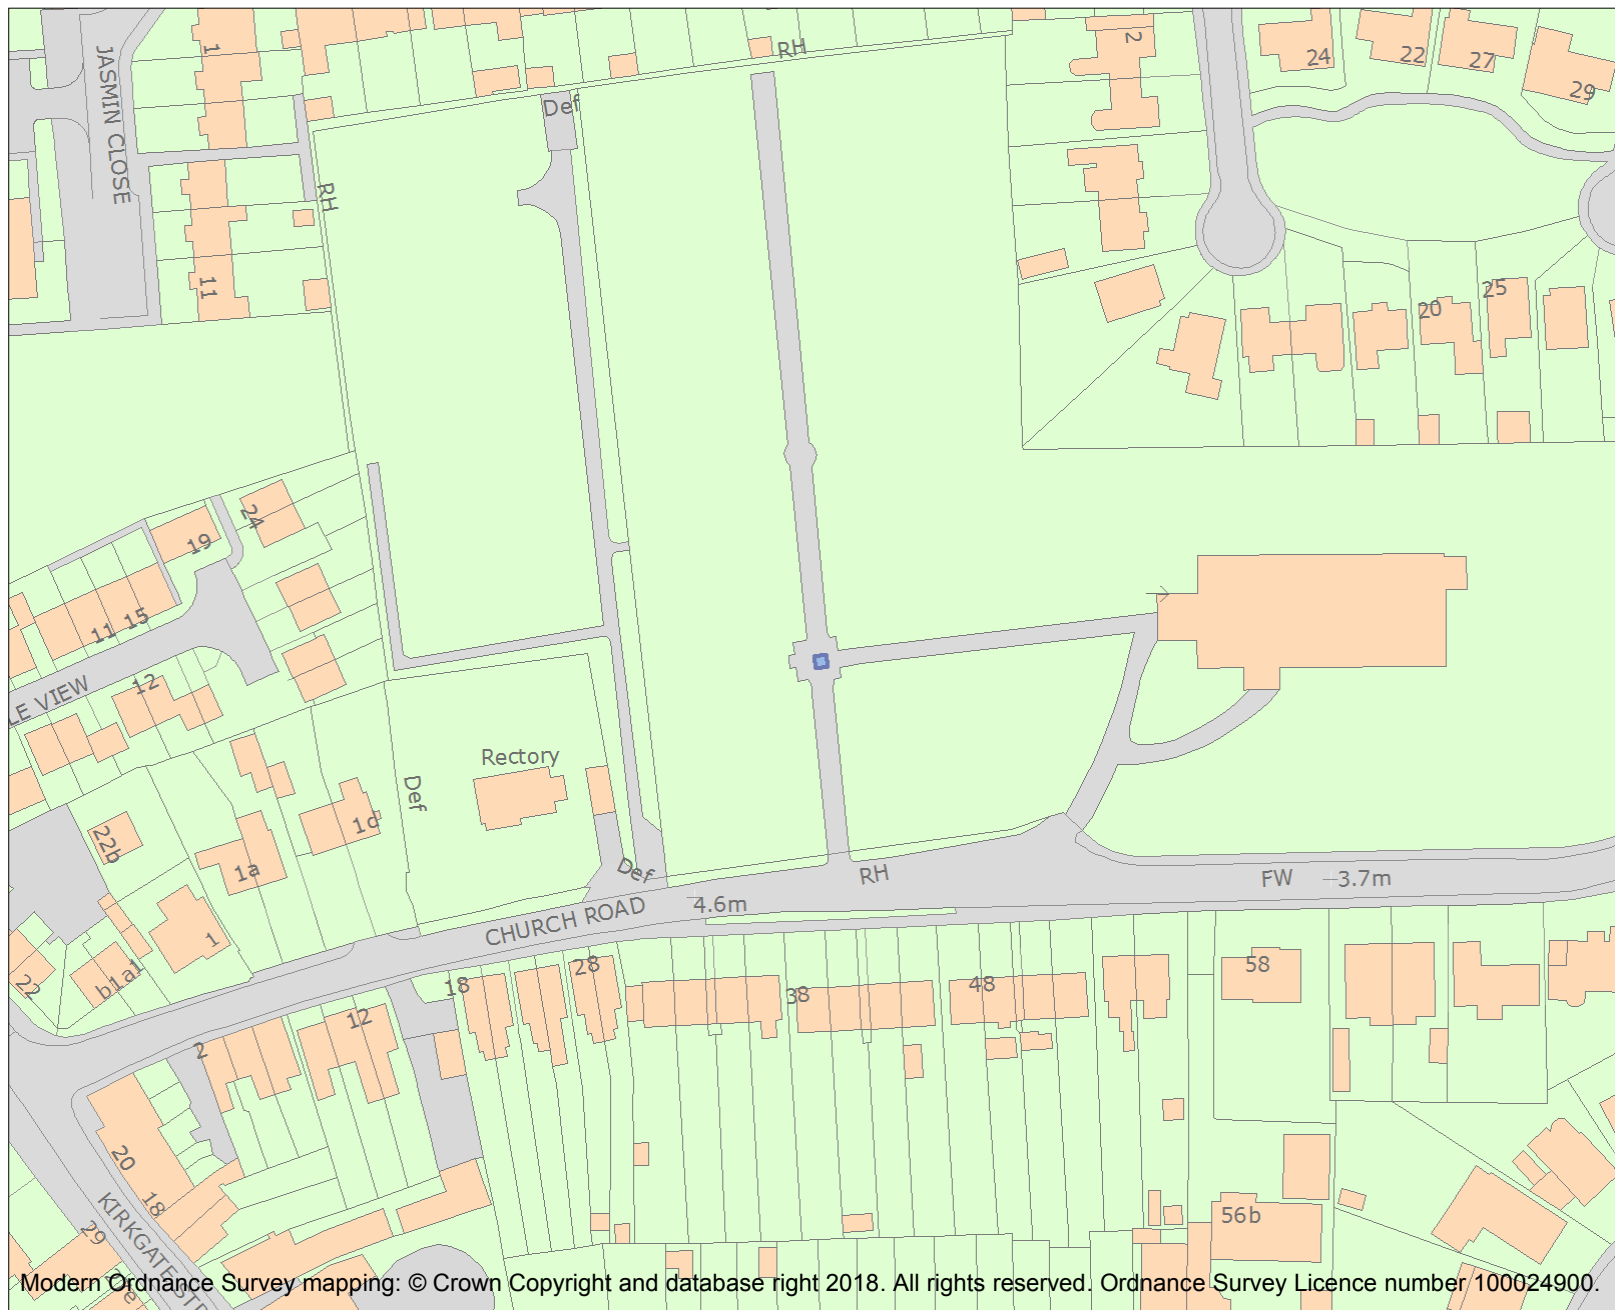 JASMIN CLOSE
1
RH
2
24
22
27
29
Def
RH
11
20
25
24
19
11
15
12
LE VIEW
Rectory
Def
1c
22b
1a
Def
RH
FW
3.7m
4.6m
CHURCH ROAD
1
b1a1
22
18
28
38
48
58
12
2
20
18
29
KIRKGATE STR
56b
Modern Ordnance Survey mapping: © Crown Copyright and database right 2018. All rights reserved. Ordnance Survey Licence number 100024900.